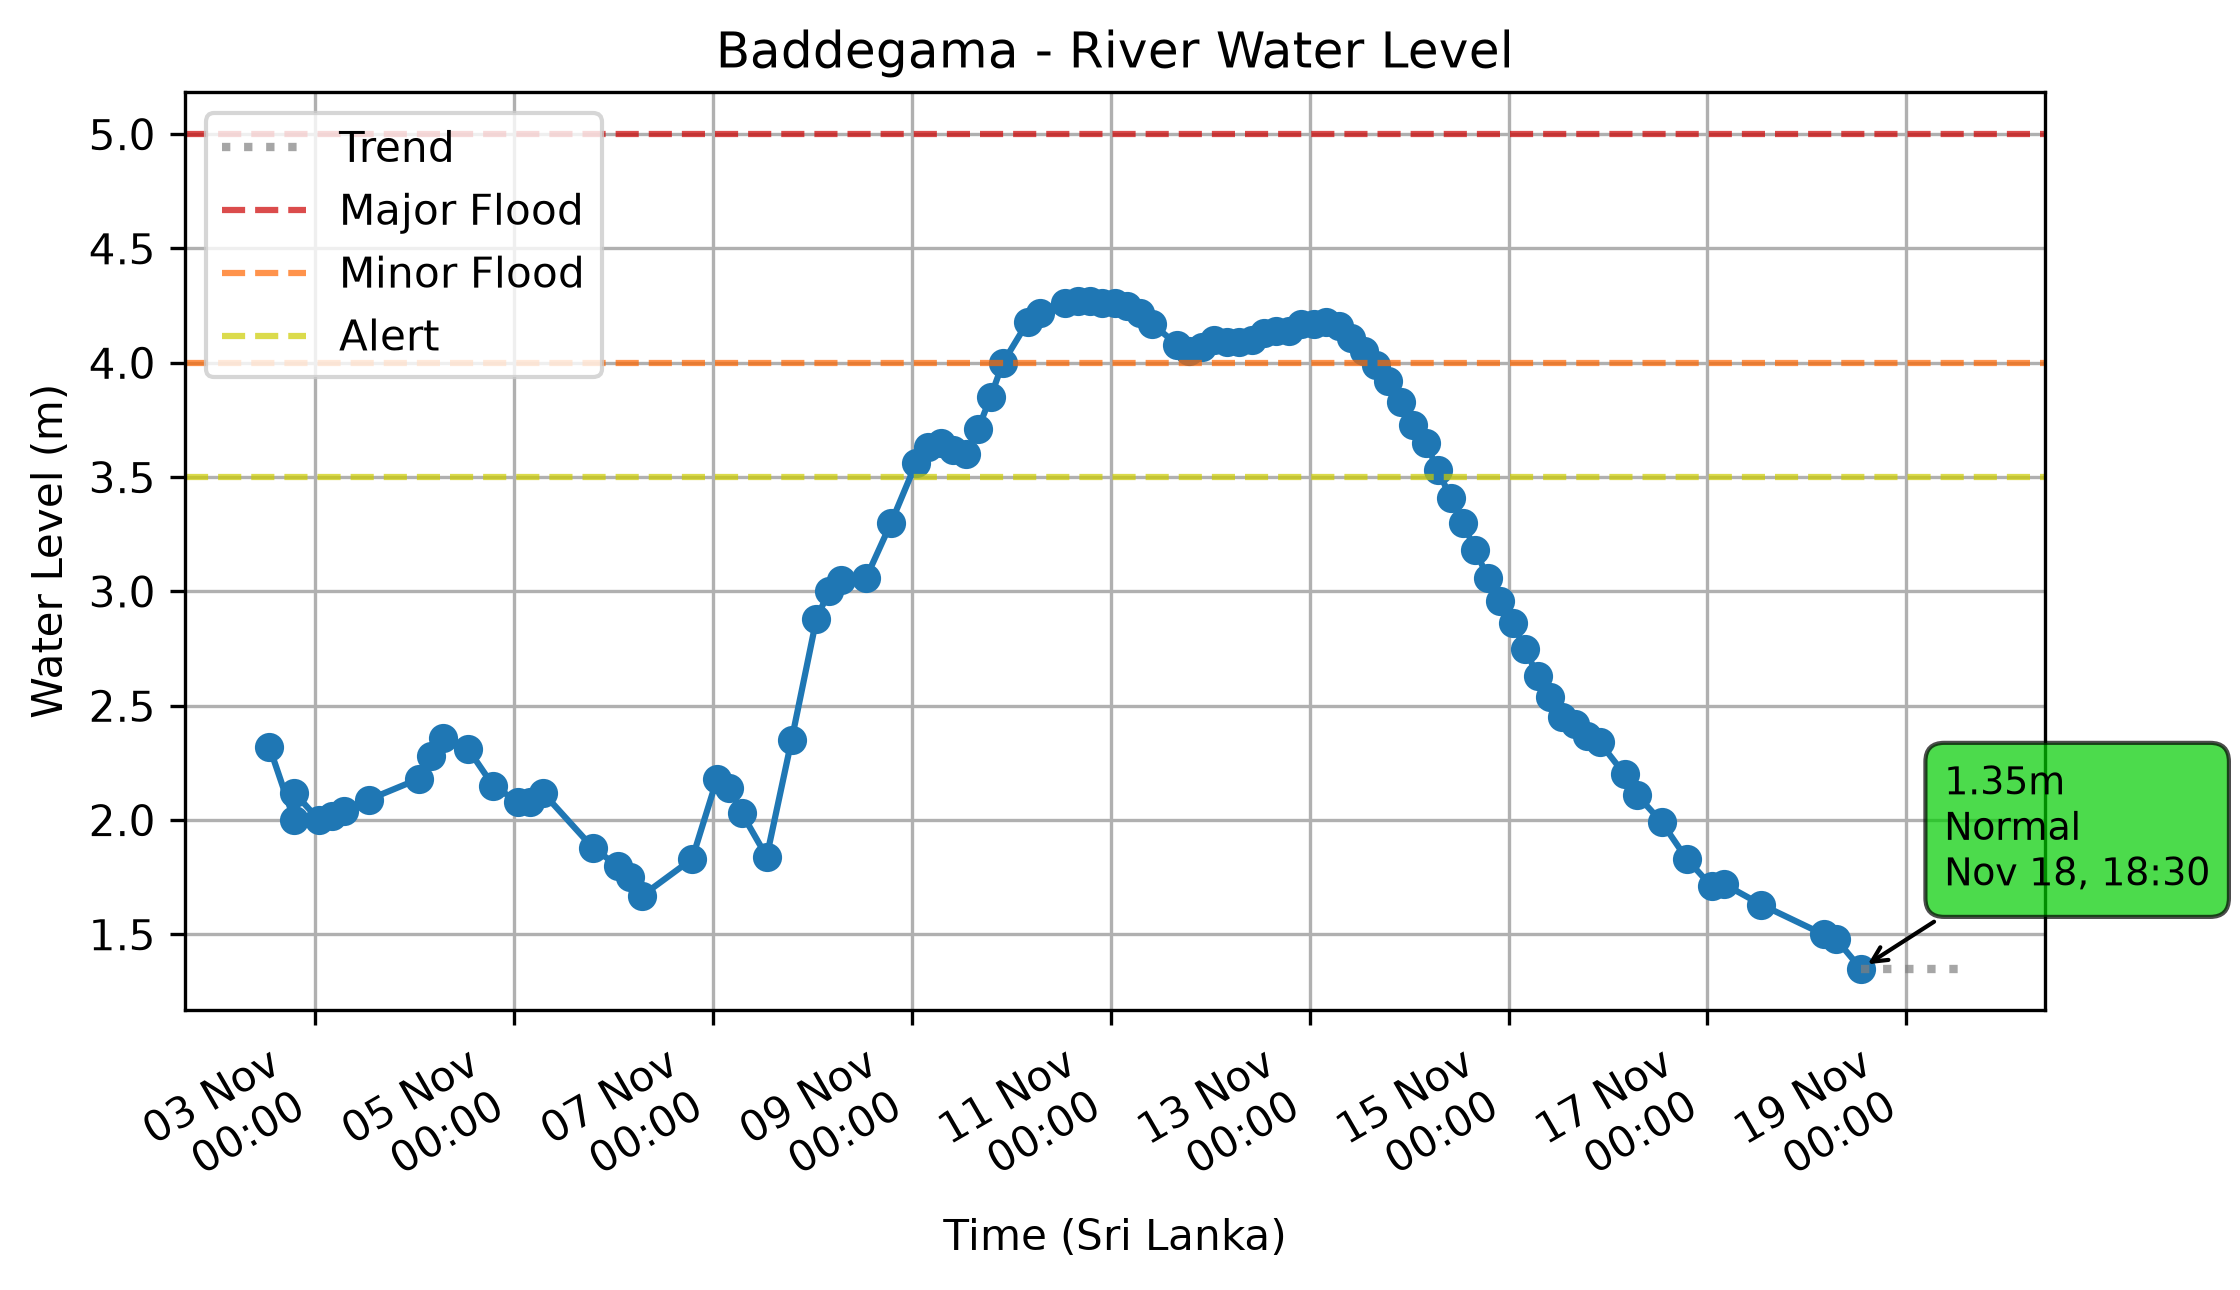 Baddegama - River Water Level
Trend
Major Flood
Minor Flood
Alert
5.0
4.5
4.0
3.5
3.0
2.5
2.0
1.5
Water Level (m)
1.35m
Normal
Nov 18, 18:30
03 Nov
00:00
05 Nov
00:00
07 Nov
00:00
09 Nov
00:00
11 Nov
00:00
13 Nov
00:00
15 Nov
00:00
17 Nov
00:00
19 Nov
00:00
Time (Sri Lanka)